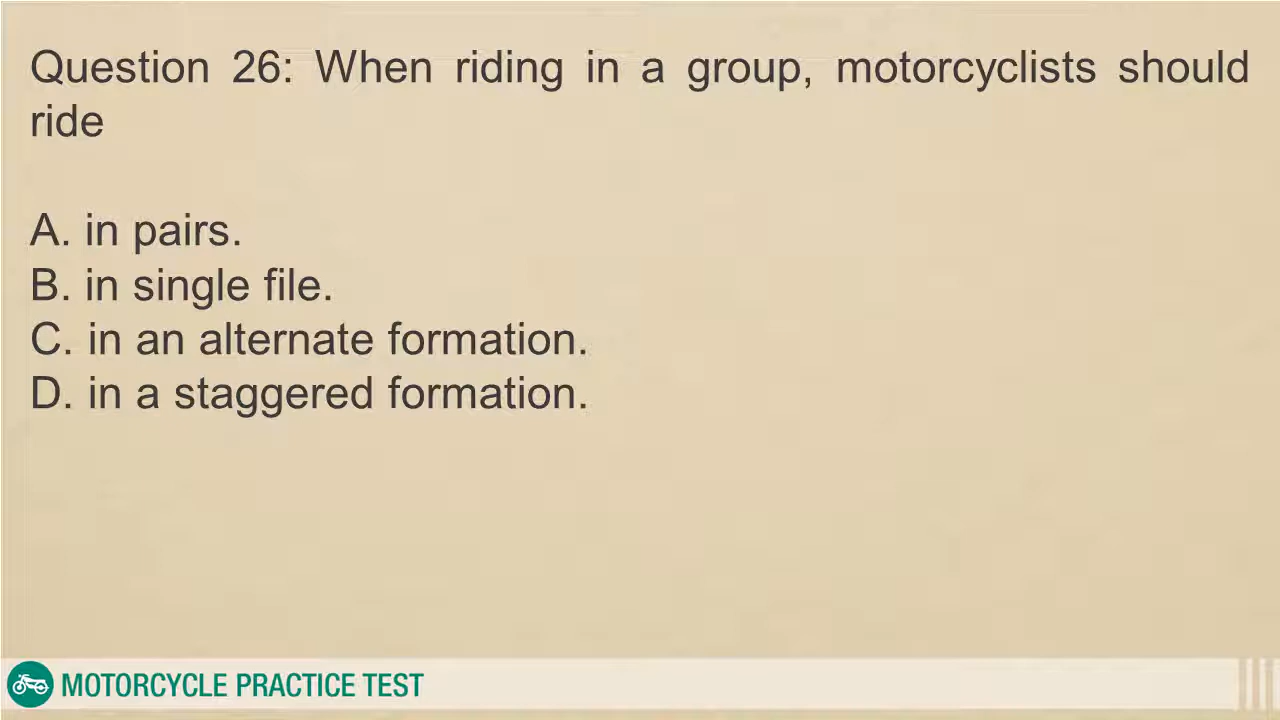 Question 26: When riding in a group, motorcyclists should
ride
A. in pairs.
B. in single file.
C. in an alternate formation.
D. in a staggered formation.
MOTORCYCLE PRACTICE TEST